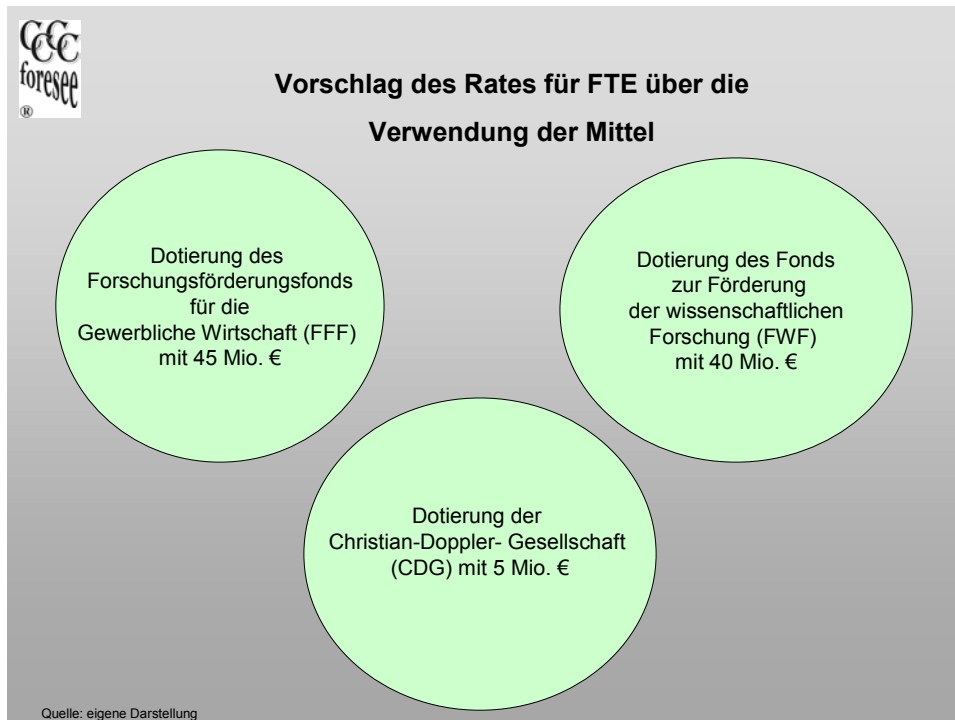 CCCC
foresee
®
Vorschlag des Rates für FTE über die
Verwendung der Mittel
Dotierung des
Forschungsförderungsfonds
für die
Gewerbliche Wirtschaft (FFF)
mit 45 Mio. €
Dotierung des Fonds
zur Förderung
der wissenschaftlichen
Forschung (FWF)
mit 40 Mio. €
Dotierung der
Christian-Doppler- Gesellschaft
(CDG) mit 5 Mio. €
Quelle: eigene Darstellung